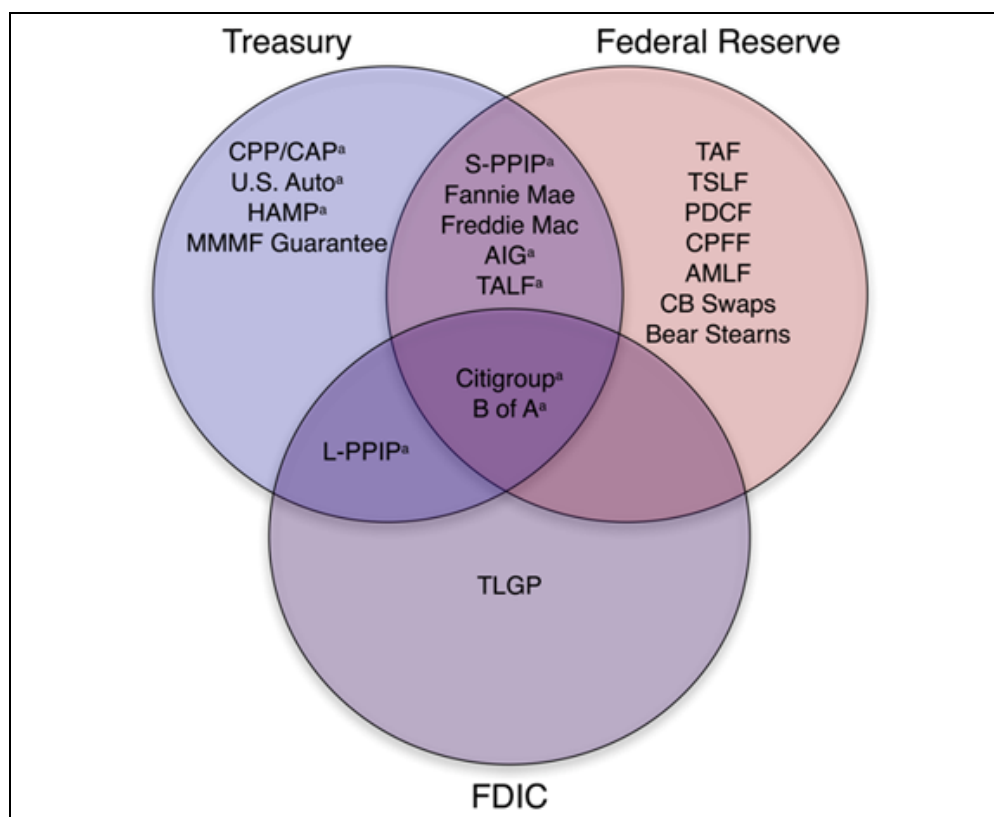 Treasury
Federal Reserve
CPP/CAPᵃ
U.S. Autoᵃ
HAMPᵃ
MMMF Guarantee
S-PPIPᵃ
Fannie Mae
Freddie Mac
AIGᵃ
TALFᵃ
TAF
TSLF
PDCF
CPFF
AMLF
CB Swaps
Bear Stearns
Citigroupᵃ
B of Aᵃ
L-PPIPᵃ
TLGP
FDIC